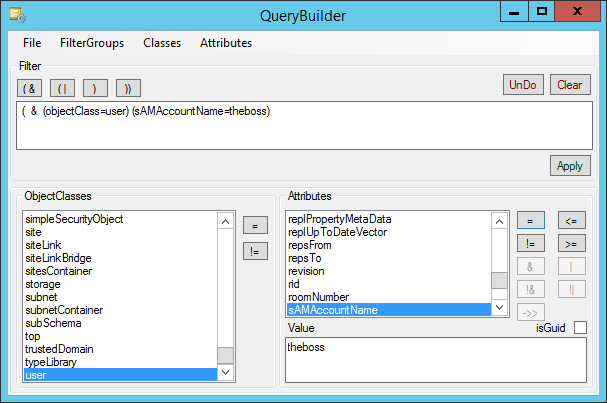 QueryBuilder
File FilterGroups Classes Attributes
Filter
( & ( | ) )) UnDo Clear
( & (objectClass=user) (sAMAccountName=theboss)
Apply
ObjectClasses
simpleSecurityObject
site
siteLink
siteLinkBridge
sitesContainer
storage
subnet
subnetContainer
subSchema
top
trustedDomain
typeLibrary
user
=
!=
Attributes
replPropertyMetaData
replUpToDateVector
repsFrom
repsTo
revision
rid
roomNumber
sAMAccountName
= <=
!= >=
& |
!& !|
->>
Value isGuid
theboss